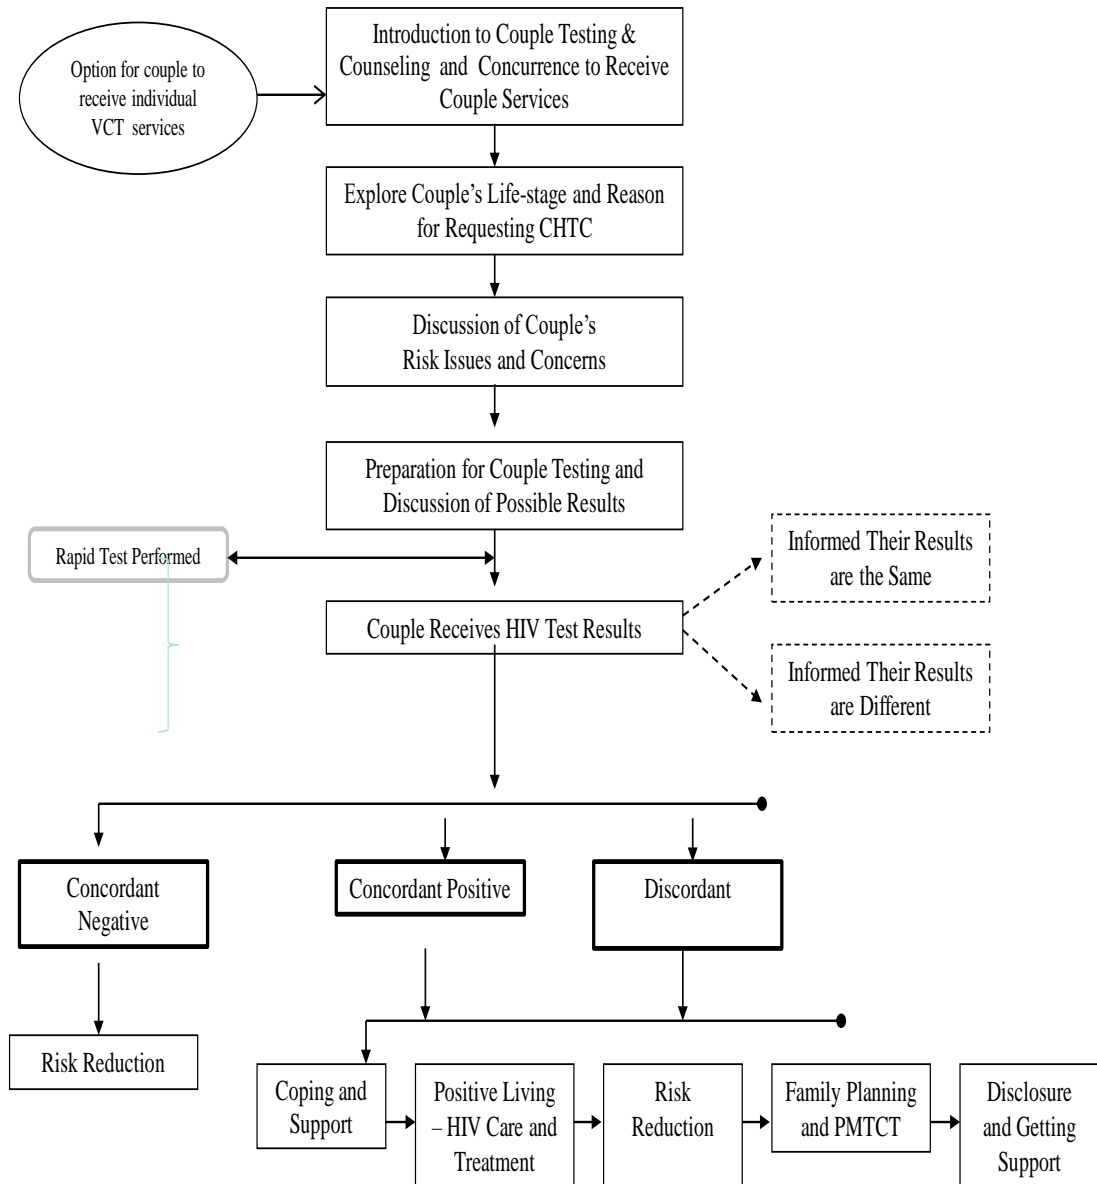 Option for couple to
receive individual
VCT services
Introduction to Couple Testing &
Counseling and Concurrence to Receive
Couple Services
Explore Couple's Life-stage and Reason
for Requesting CHTC
Discussion of Couple's
Risk Issues and Concerns
Preparation for Couple Testing and
Discussion of Possible Results
Rapid Test Performed
Informed Their Results
are the Same
Couple Receives HIV Test Results
Informed Their Results
are Different
Concordant
Negative
Concordant Positive
Discordant
Risk Reduction
Coping and
Support
Positive Living
– HIV Care and
Treatment
Risk
Reduction
Family Planning
and PMTCT
Disclosure
and Getting
Support